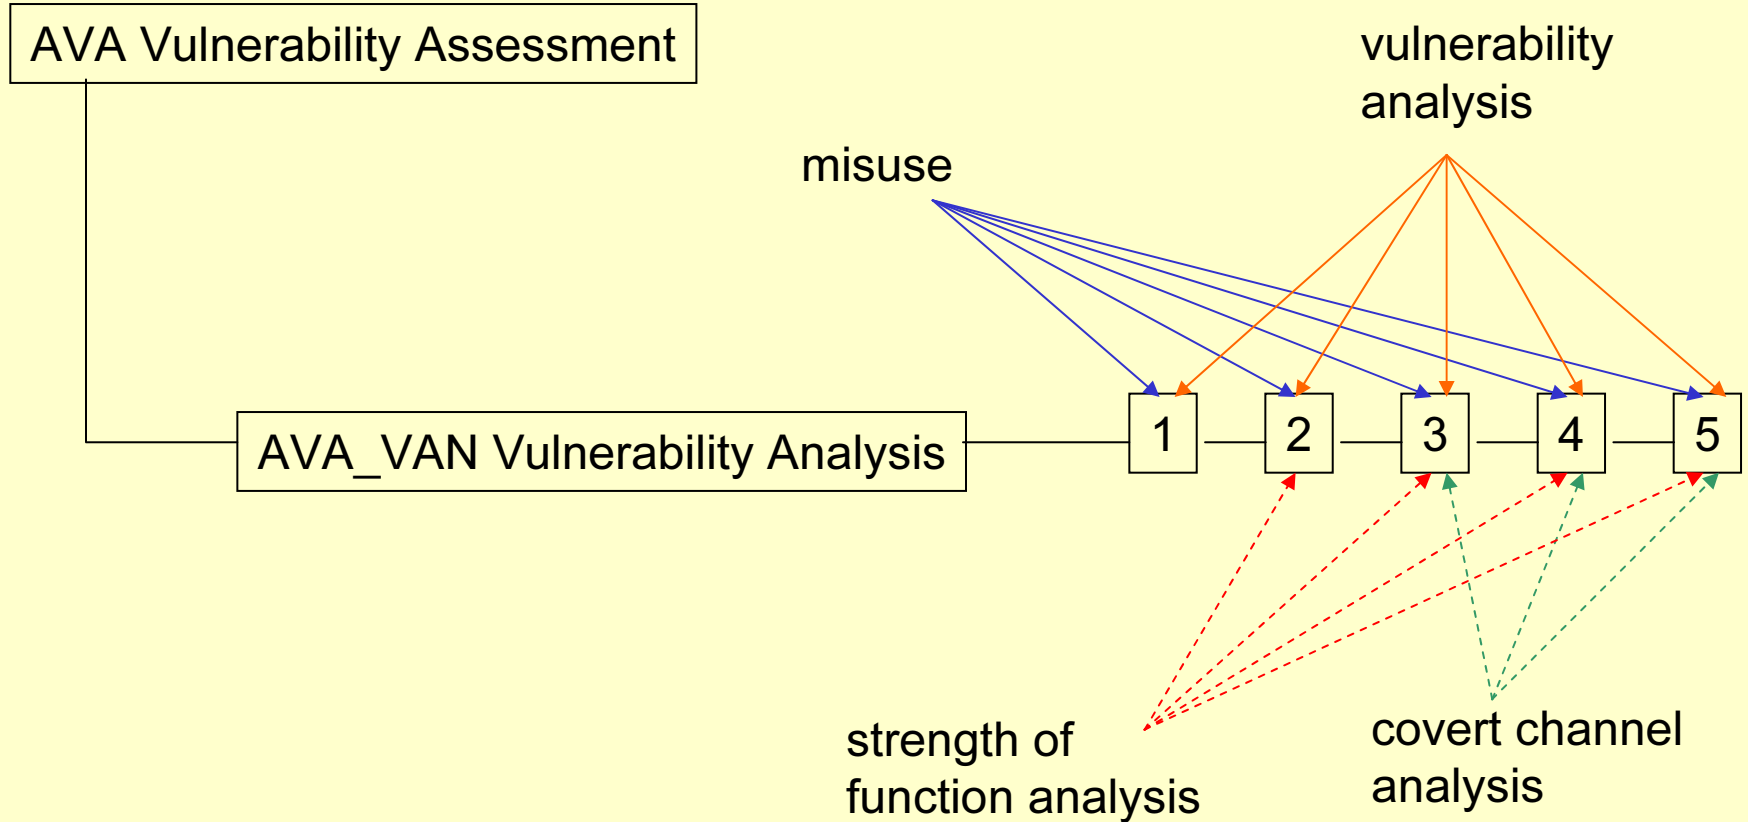 AVA Vulnerability Assessment
vulnerability
analysis
misuse
AVA_VAN Vulnerability Analysis
1
2
3
4
5
strength of
function analysis
covert channel
analysis